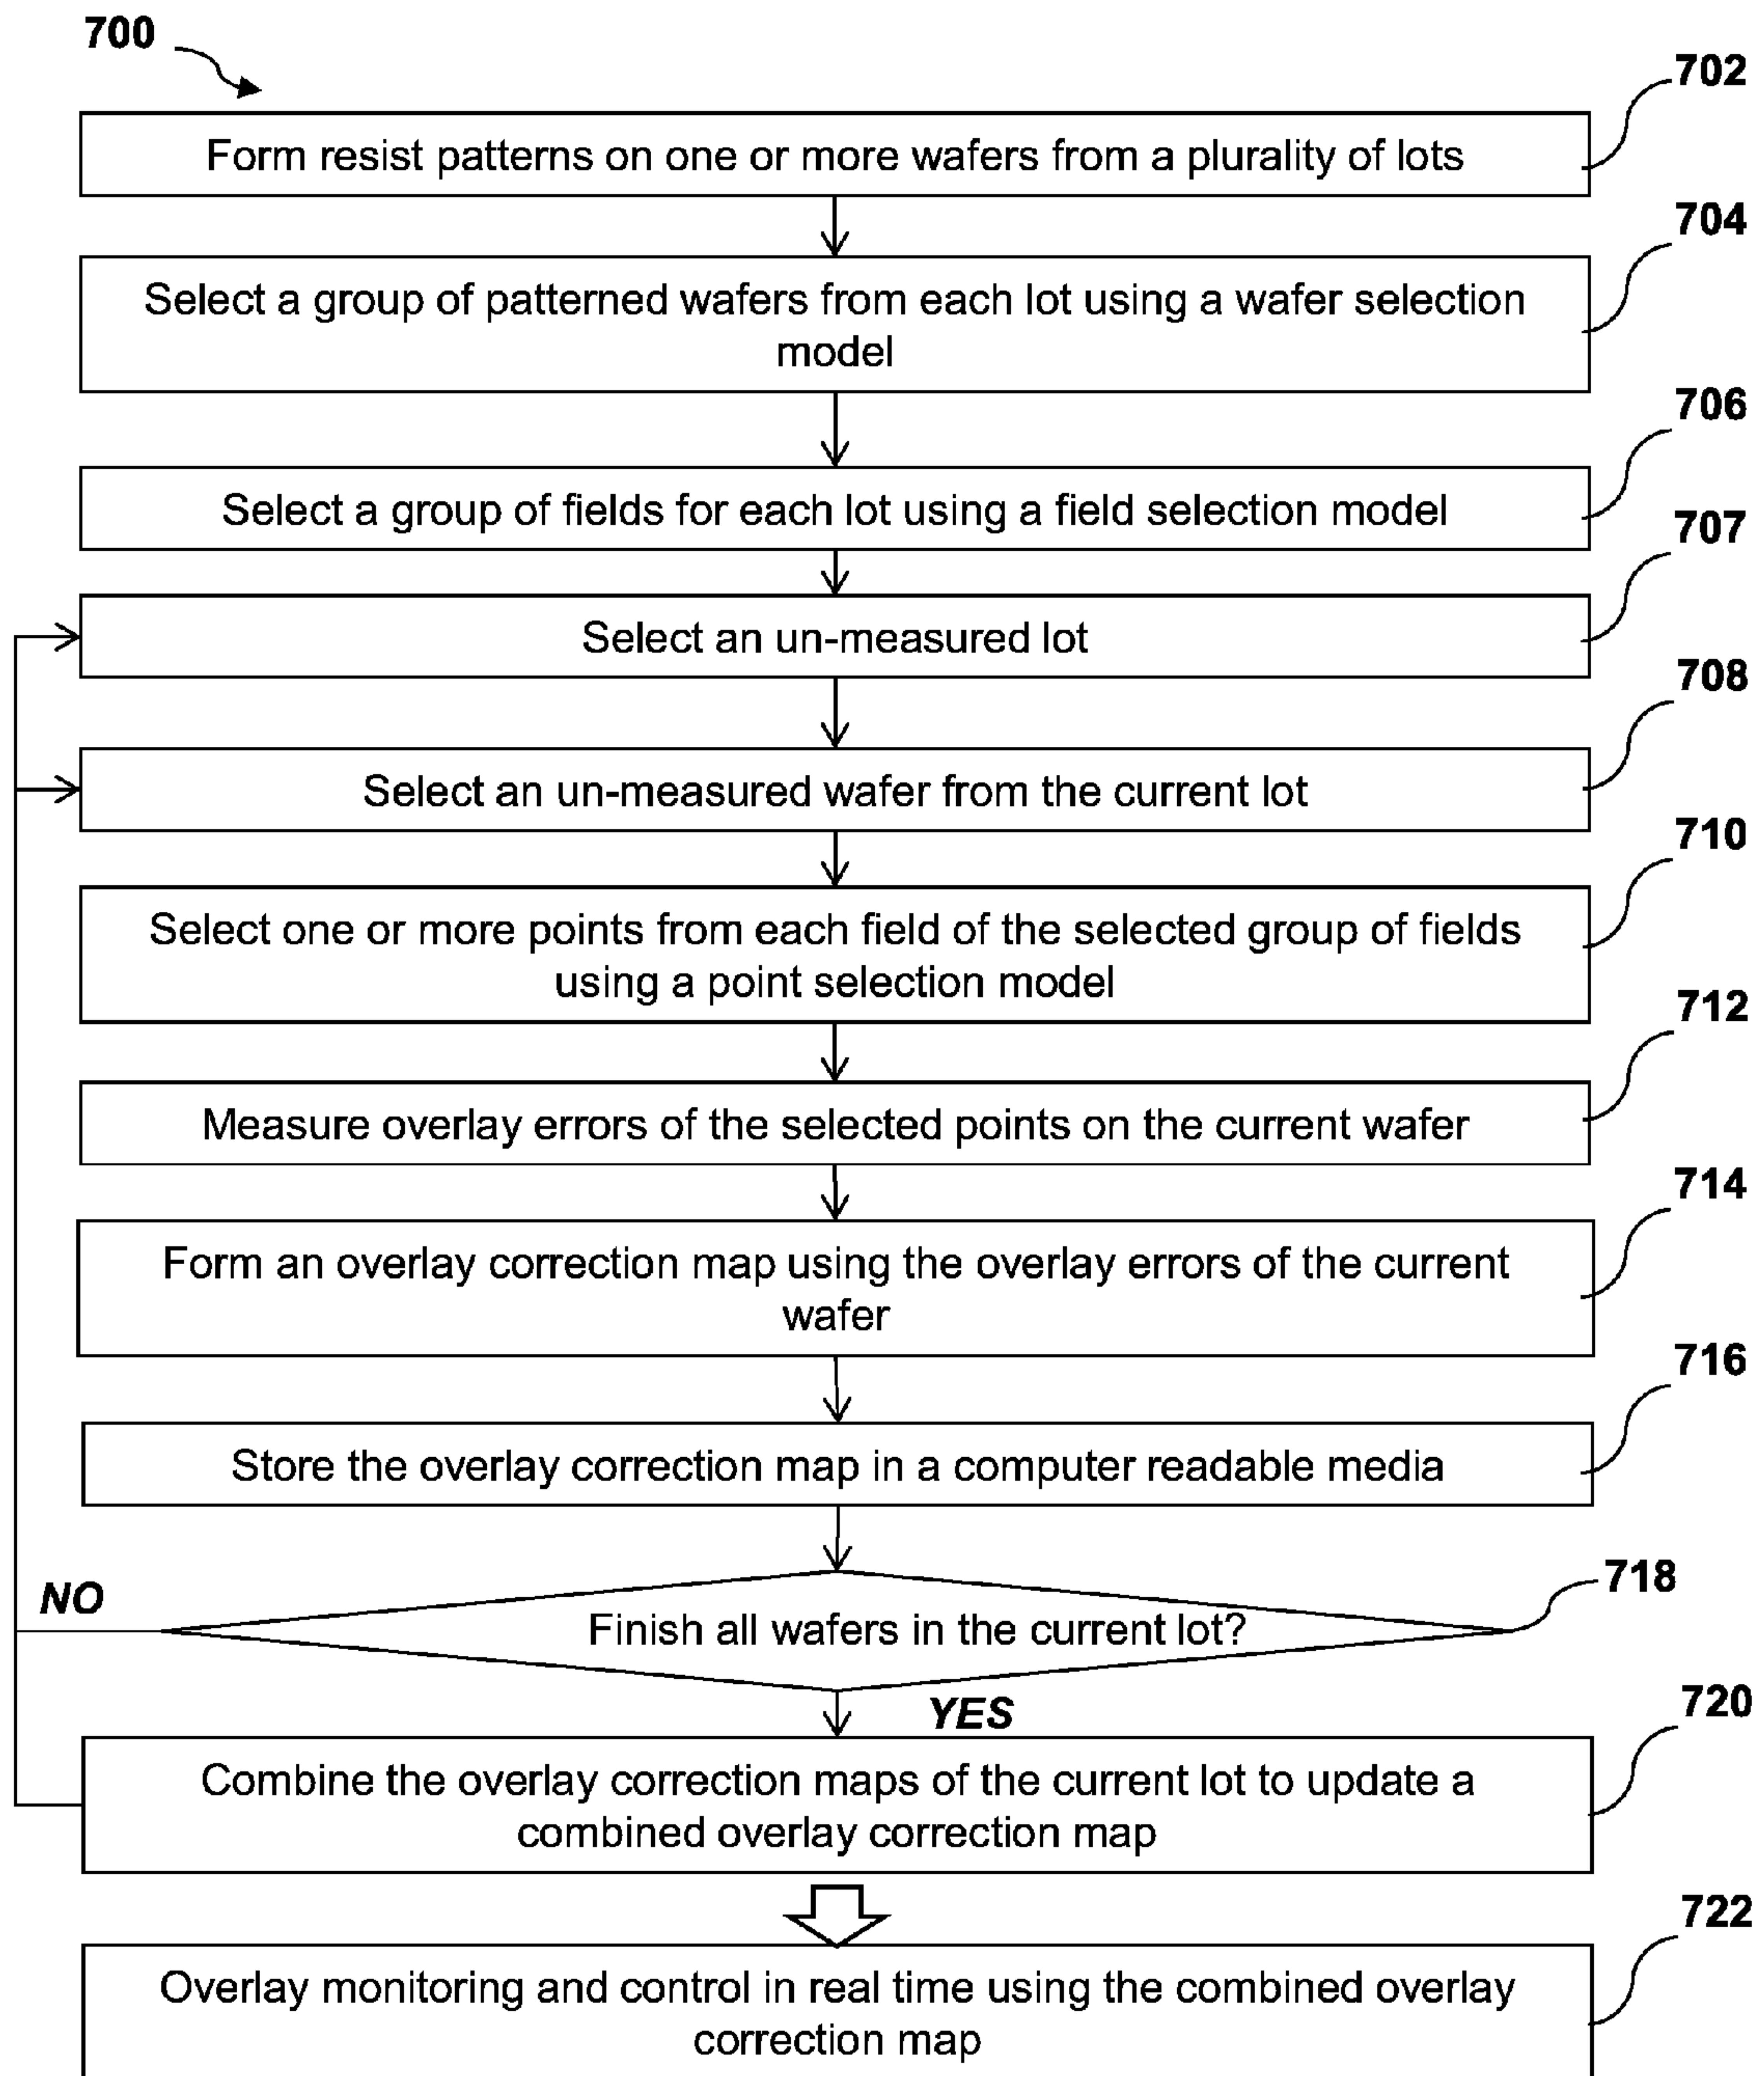 700
702
Form resist patterns on one or more wafers from a plurality of lots
704
Select a group of patterned wafers from each lot using a wafer selection
model
706
Select a group of fields for each lot using a field selection model
707
Select an un-measured lot
708
Select an un-measured wafer from the current lot
710
Select one or more points from each field of the selected group of fields
using a point selection model
712
Measure overlay errors of the selected points on the current wafer
714
Form an overlay correction map using the overlay errors of the current
wafer
716
Store the overlay correction map in a computer readable media
718
NO
Finish all wafers in the current lot?
YES
720
Combine the overlay correction maps of the current lot to update a
combined overlay correction map
722
Overlay monitoring and control in real time using the combined overlay
correction map